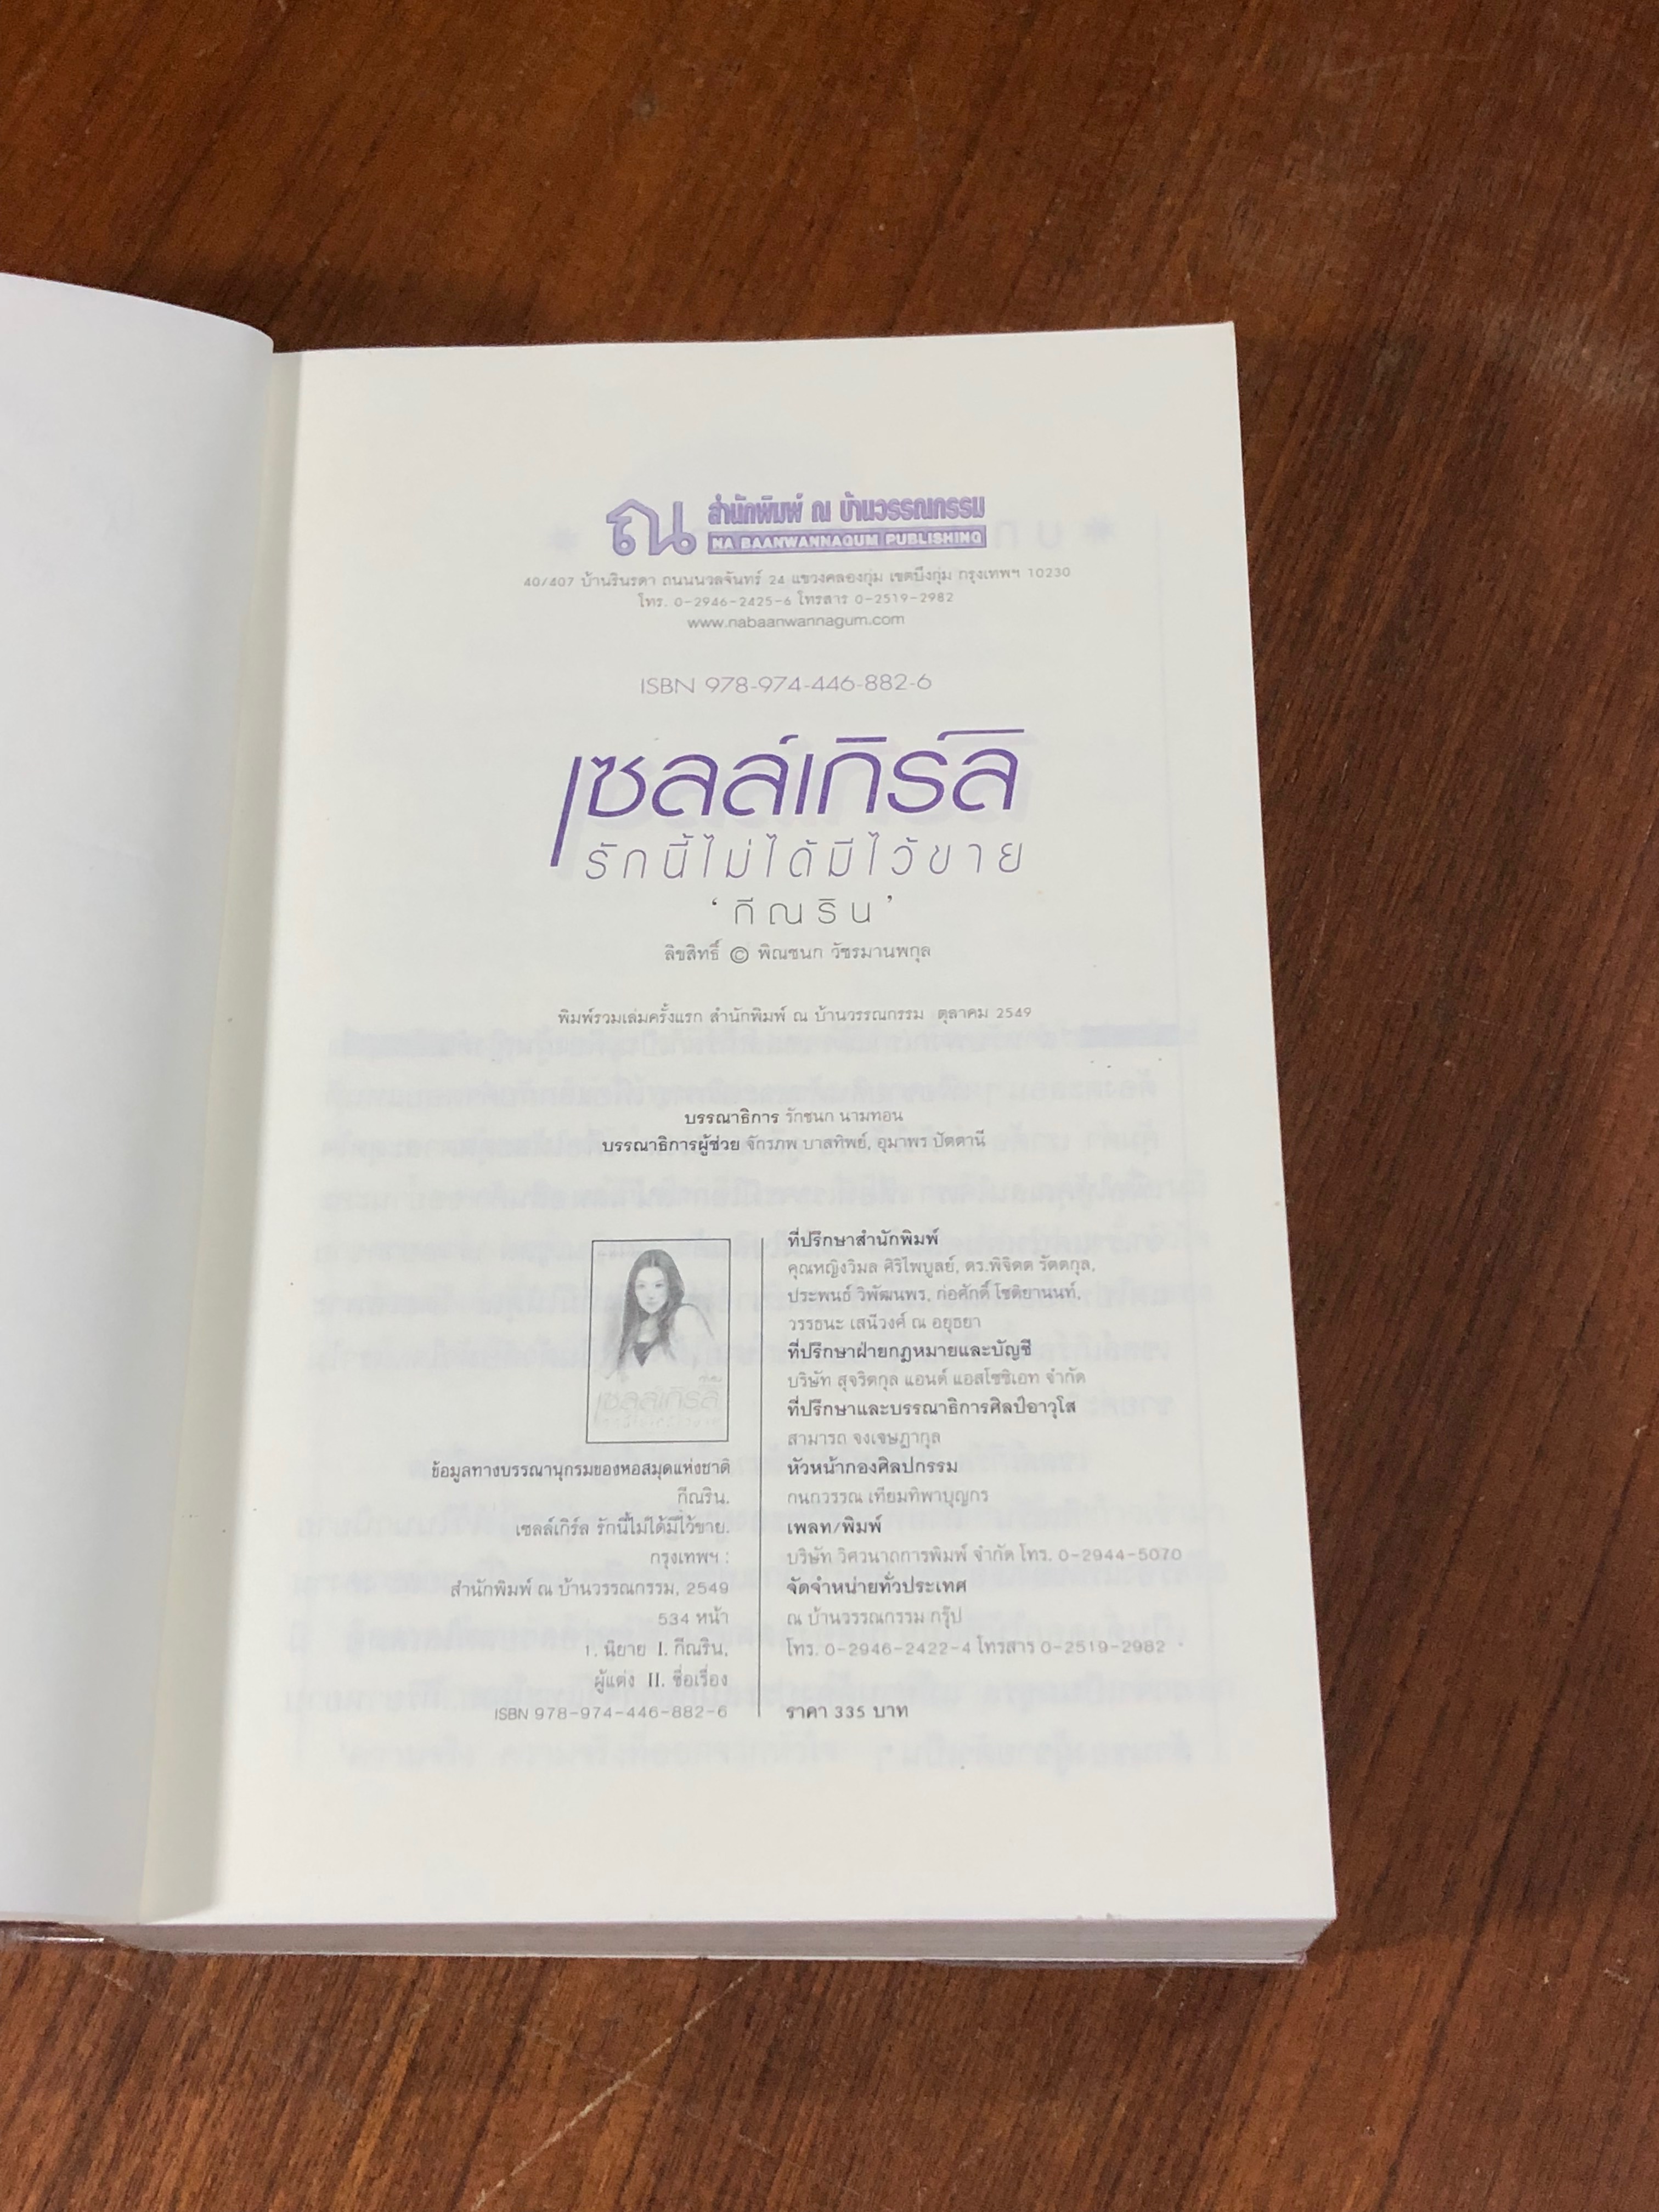 ณ สำนักพิมพ์ ณ บ้านวรรณกรรม
NA BAANWANNAGUM PUBLISHING
40/407 บ้านรินรดา ถนนนวลจันทร์ 24 แขวงคลองกุ่ม เขตบึงกุ่ม กรุงเทพฯ 10230
โทร. 0-2946-2425-6 โทรสาร 0-2519-2982
www.nabaanwannagum.com
ISBN 978-974-446-882-6
เซลล์เกิร์ล
รักนี้ไม่ได้มีไว้ขาย
'กีณริน'
ลิขสิทธิ์ © พิณชนก วัชรมานพกุล
พิมพ์รวมเล่มครั้งแรก สำนักพิมพ์ ณ บ้านวรรณกรรม ตุลาคม 2549
บรรณาธิการ รักชนก นามทอน
บรรณาธิการผู้ช่วย จักรภพ บาสทิพย์, อุมาพร ปัตตานี
เซลล์เกิร์ล
ข้อมูลทางบรรณานุกรมของหอสมุดแห่งชาติ
กีณริน.
เซลล์เกิร์ล รักนี้ไม่ได้มีไว้ขาย.
กรุงเทพฯ :
สำนักพิมพ์ ณ บ้านวรรณกรรม, 2549
534 หน้า
1. นิยาย I. กีณริน,
ผู้แต่ง II. ชื่อเรื่อง
ISBN 978-974-446-882-6
ที่ปรึกษาสำนักพิมพ์
คุณหญิงวิมล ศิริไพบูลย์, ดร.พิจิตต รัตตกุล,
ประพนธ์ วิพัฒนพร, ก่อศักดิ์ โชติยานนท์,
วรรธนะ เสนีวงศ์ ณ อยุธยา
ที่ปรึกษาฝ่ายกฎหมายและบัญชี
บริษัท สุจริตกุล แอนด์ แอสโซซิเอท จำกัด
ที่ปรึกษาและบรรณาธิการศิลป์อาวุโส
สามารถ จงเจษฎากุล
หัวหน้ากองศิลปกรรม
กนกวรรณ เทียมทิพาบุญกร
เพลท/พิมพ์
บริษัท วิศวนาถการพิมพ์ จำกัด โทร. 0-2944-5070
จัดจำหน่ายทั่วประเทศ
ณ บ้านวรรณกรรม กรุ๊ป
โทร. 0-2946-2422-4 โทรสาร 0-2519-2982
ราคา 335 บาท